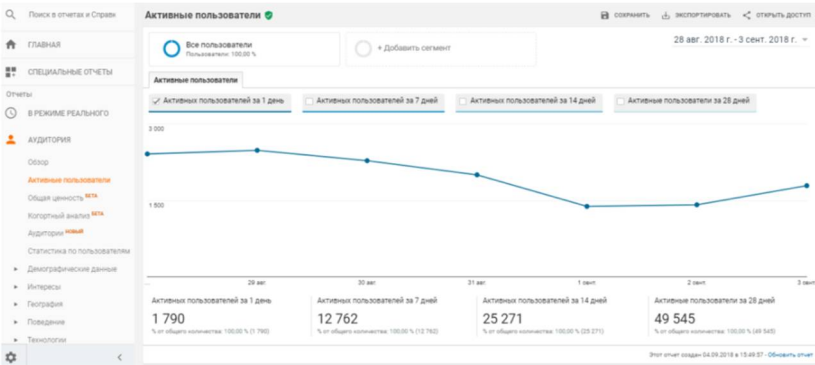 Поиск в отчетах и Справк
Активные пользователи
СОХРАНИТЬ
ЭКСПОРТИРОВАТЬ
ОТКРЫТЬ ДОСТУП
ГЛАВНАЯ
СПЕЦИАЛЬНЫЕ ОТЧЕТЫ
Отчеты
В РЕЖИМЕ РЕАЛЬНОГО
АУДИТОРИЯ
Обзор
Активные пользователи
Общая ценность БЕТА
Когортный анализ БЕТА
Аудитории НОВЫЙ
Статистика по пользователям
Демографические данные
Интересы
География
Поведение
Технологии
Все пользователи
Пользователи: 100,00 %
+ Добавить сегмент
28 авг. 2018 г. - 3 сент. 2018 г.
Активные пользователи
Активных пользователей за 1 день
Активных пользователей за 7 дней
Активных пользователей за 14 дней
Активные пользователи за 28 дней
3 000
1 500
...
29 авг.
30 авг.
31 авг.
1 сент.
2 сент.
3 сент
Активных пользователей за 1 день
1 790
% от общего количества: 100,00 % (1 790)
Активных пользователей за 7 дней
12 762
% от общего количества: 100,00 % (12 762)
Активных пользователей за 14 дней
25 271
% от общего количества: 100,00 % (25 271)
Активные пользователи за 28 дней
49 545
% от общего количества: 100,00 % (49 545)
Этот отчет создан 04.09.2018 в 15:49:57 - Обновить отчет